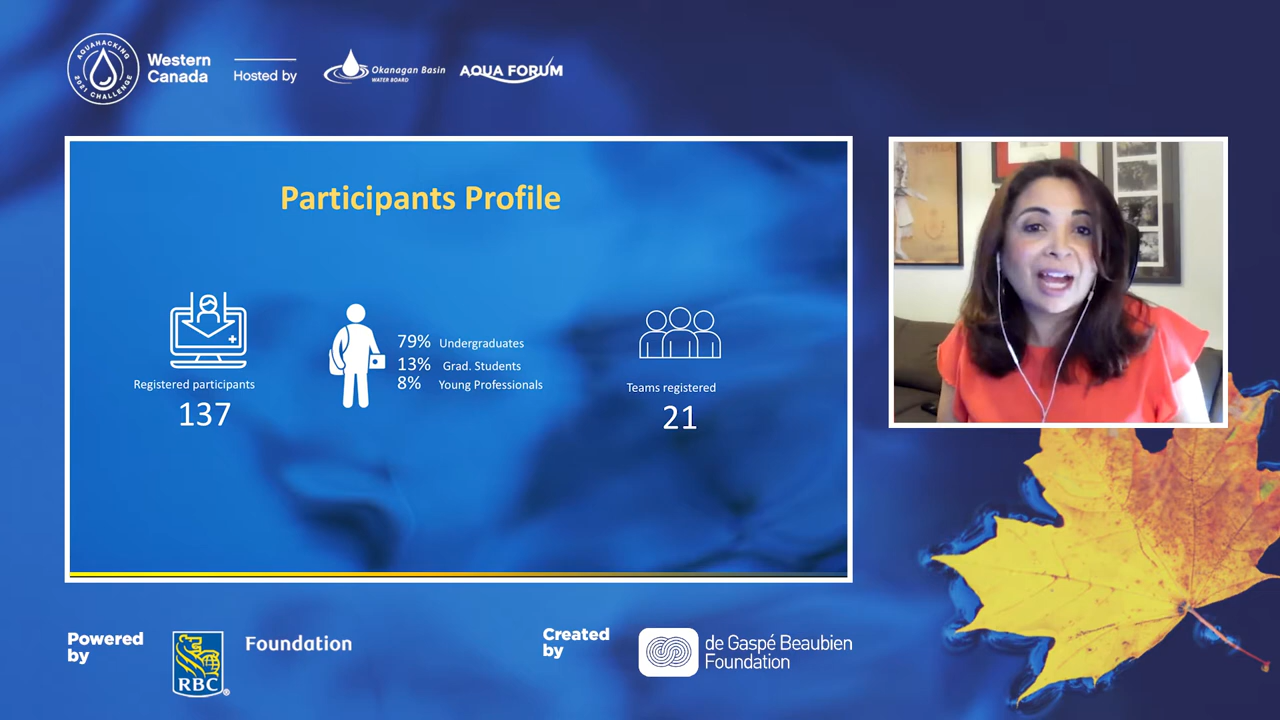 AQUAHACKING
2021 CHALLENGE
Western
Canada
Hosted by
Okanagan Basin
WATER BOARD
AQUA FORUM
Participants Profile
Registered participants
137
79% Undergraduates
13% Grad. Students
8% Young Professionals
Teams registered
21
Powered
by
RBC
®
Foundation
Created
by
de Gaspé Beaubien
Foundation